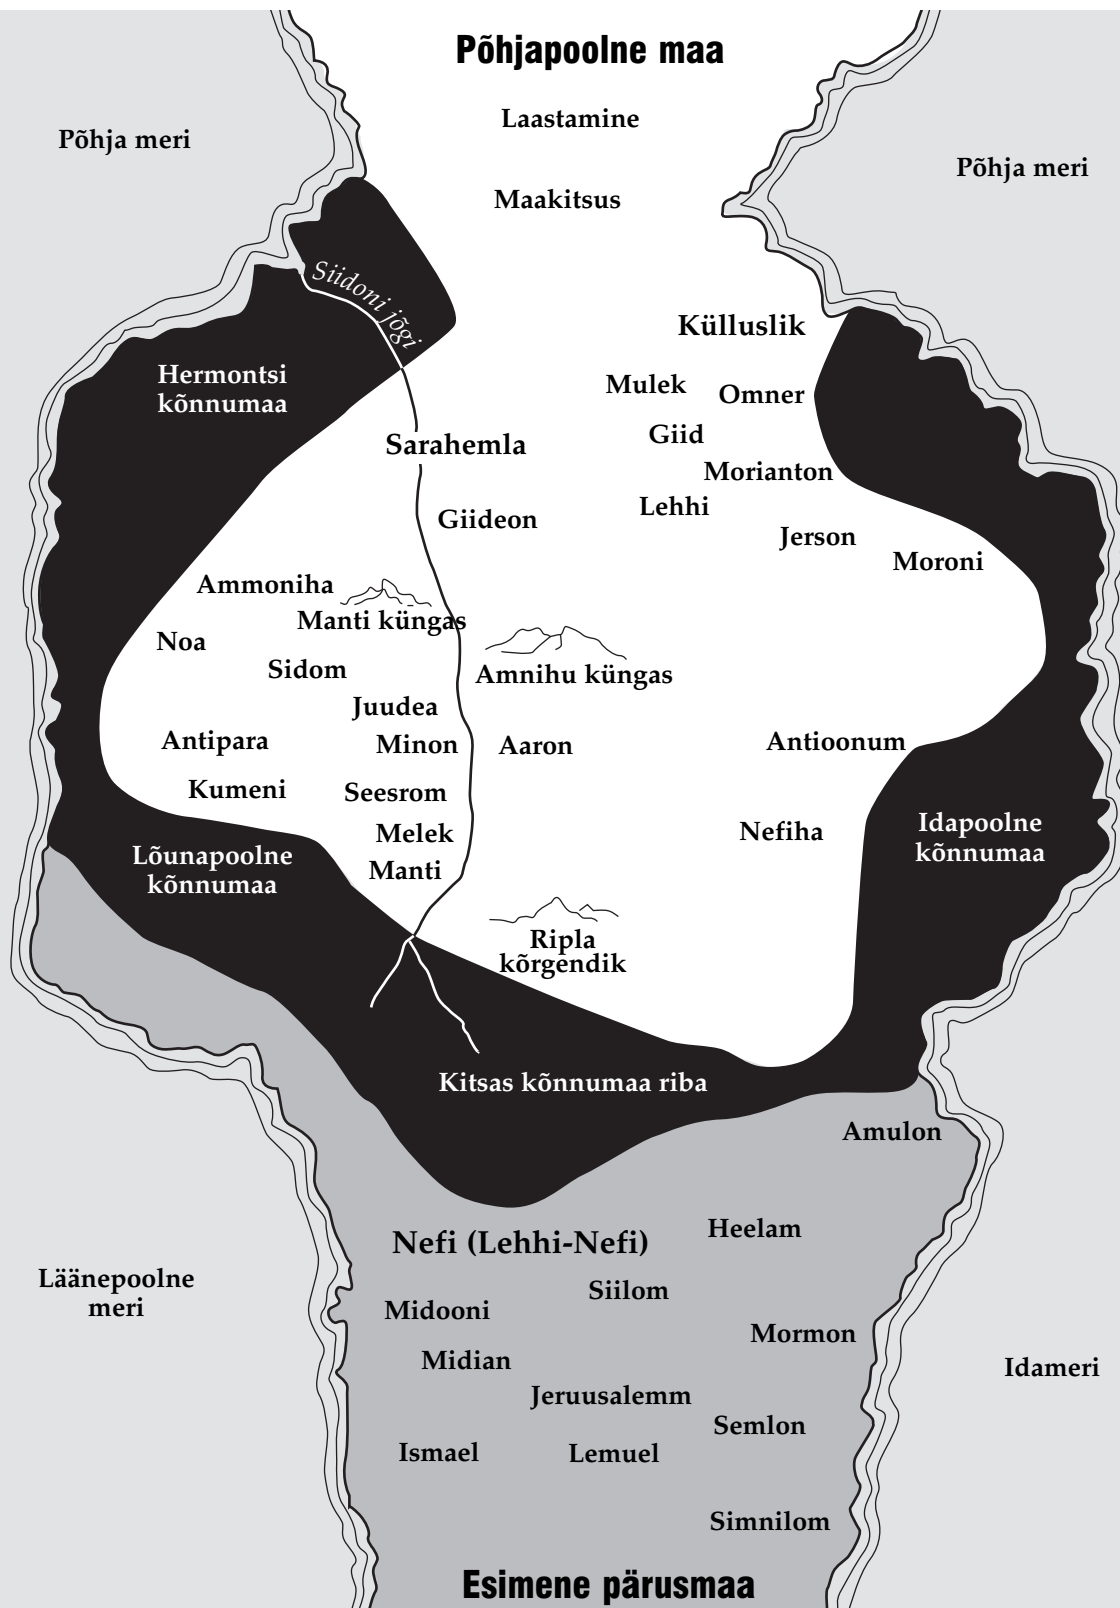 Põhjapoolne maa
Laastamine
Põhja meri
Põhja meri
Maakitsus
Siidoni jõgi
Külluslik
Hermontsi
kõnnumaa
Mulek
Omner
Giid
Sarahemla
Morianton
Lehhi
Giideon
Jerson
Moroni
Ammoniha
Manti küngas
Noa
Sidom
Amnihu küngas
Juudea
Antipara
Minon
Aaron
Antioonum
Kumeni
Seesrom
Melek
Nefiha
Idapoolne
kõnnumaa
Lõunapoolne
kõnnumaa
Manti
Ripla
kõrgendik
Kitsas kõnnumaa riba
Amulon
Heelam
Nefi (Lehhi-Nefi)
Läänepoolne
meri
Siilom
Midooni
Mormon
Midian
Idameri
Jeruusalemm
Semlon
Ismael
Lemuel
Simnilom
Esimene pärusmaa